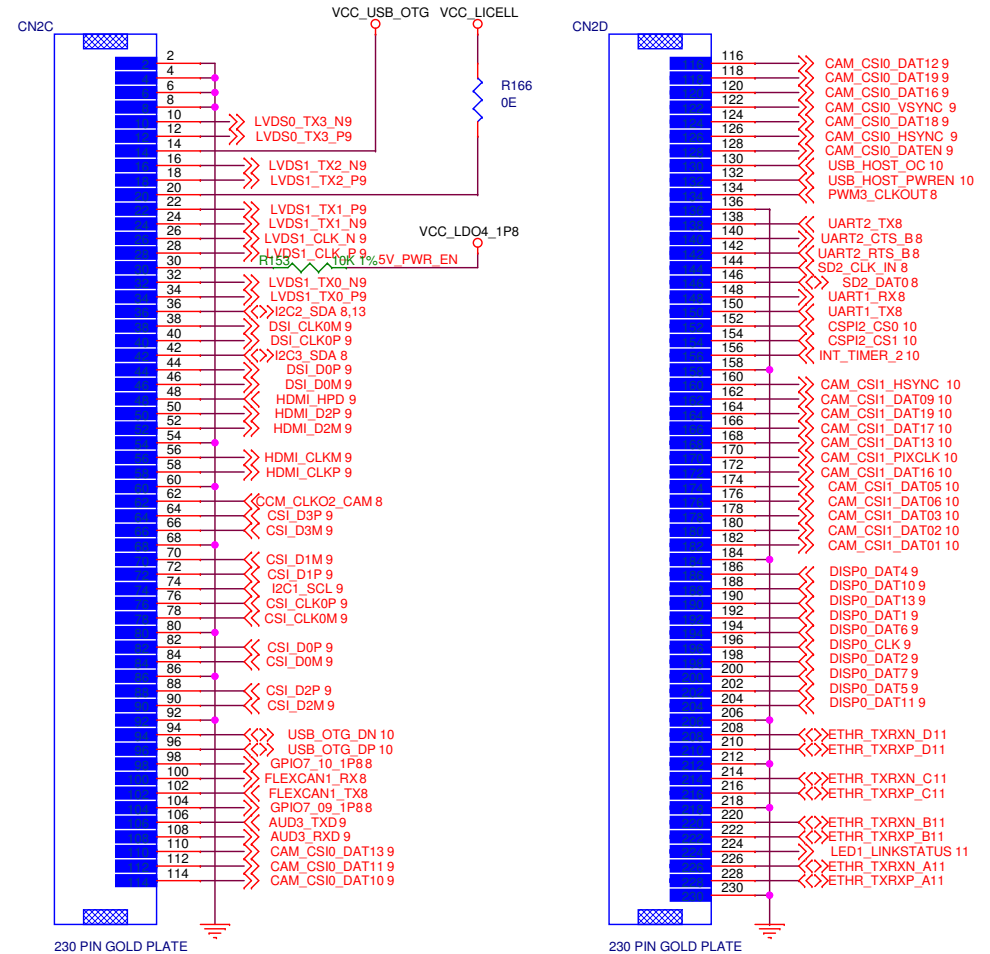 VCC_USB_OTG VCC_LICELL
CN2C
R166
0E
2
4
6
8
10 LVDS0_TX3_N9
12 LVDS0_TX3_P9
14
16 LVDS1_TX2_N9
18 LVDS1_TX2_P9
20
22 LVDS1_TX1_P9
24 LVDS1_TX1_N9
26 LVDS1_CLK_N 9
28 LVDS1_CLK_P 9
VCC_LDO4_1P8
30 R153 10K 1% 5V_PWR_EN
32 LVDS1_TX0_N9
34 LVDS1_TX0_P9
36 I2C2_SDA 8,13
38 DSI_CLK0M 9
40 DSI_CLK0P 9
42 I2C3_SDA 8
44 DSI_D0P 9
46 DSI_D0M 9
48 HDMI_HPD 9
50 HDMI_D2P 9
52 HDMI_D2M 9
54
56 HDMI_CLKM 9
58 HDMI_CLKP 9
60
62 CCM_CLKO2_CAM 8
64 CSI_D3P 9
66 CSI_D3M 9
68
70 CSI_D1M 9
72 CSI_D1P 9
74 I2C1_SCL 9
76 CSI_CLK0P 9
78 CSI_CLK0M 9
80
82 CSI_D0P 9
84 CSI_D0M 9
86
88 CSI_D2P 9
90 CSI_D2M 9
92
94 USB_OTG_DN 10
96 USB_OTG_DP 10
98 GPIO7_10_1P8 8
100 FLEXCAN1_RX8
102 FLEXCAN1_TX8
104 GPIO7_09_1P8 8
106 AUD3_TXD 9
108 AUD3_RXD 9
110 CAM_CSI0_DAT13 9
112 CAM_CSI0_DAT11 9
114 CAM_CSI0_DAT10 9
230 PIN GOLD PLATE
CN2D
116 CAM_CSI0_DAT12 9
118 CAM_CSI0_DAT19 9
120 CAM_CSI0_DAT16 9
122 CAM_CSI0_VSYNC 9
124 CAM_CSI0_DAT18 9
126 CAM_CSI0_HSYNC 9
128 CAM_CSI0_DATEN 9
130 USB_HOST_OC 10
132 USB_HOST_PWREN 10
134 PWM3_CLKOUT 8
136
138 UART2_TX8
140 UART2_CTS_B 8
142 UART2_RTS_B 8
144 SD2_CLK_IN 8
146 SD2_DAT0 8
148 UART1_RX8
150 UART1_TX8
152 CSPI2_CS0 10
154 CSPI2_CS1 10
156 INT_TIMER_2 10
158
160 CAM_CSI1_HSYNC 10
162 CAM_CSI1_DAT09 10
164 CAM_CSI1_DAT19 10
166 CAM_CSI1_DAT17 10
168 CAM_CSI1_DAT13 10
170 CAM_CSI1_PIXCLK 10
172 CAM_CSI1_DAT16 10
174 CAM_CSI1_DAT05 10
176 CAM_CSI1_DAT06 10
178 CAM_CSI1_DAT03 10
180 CAM_CSI1_DAT02 10
182 CAM_CSI1_DAT01 10
184
186 DISP0_DAT4 9
188 DISP0_DAT10 9
190 DISP0_DAT13 9
192 DISP0_DAT1 9
194 DISP0_DAT6 9
196 DISP0_CLK 9
198 DISP0_DAT2 9
200 DISP0_DAT7 9
202 DISP0_DAT5 9
204 DISP0_DAT11 9
206
208 ETHR_TXRXN_D11
210 ETHR_TXRXP_D11
212
214 ETHR_TXRXN_C11
216 ETHR_TXRXP_C11
218
220 ETHR_TXRXN_B11
222 ETHR_TXRXP_B11
224 LED1_LINKSTATUS 11
226 ETHR_TXRXN_A11
228 ETHR_TXRXP_A11
230
230 PIN GOLD PLATE